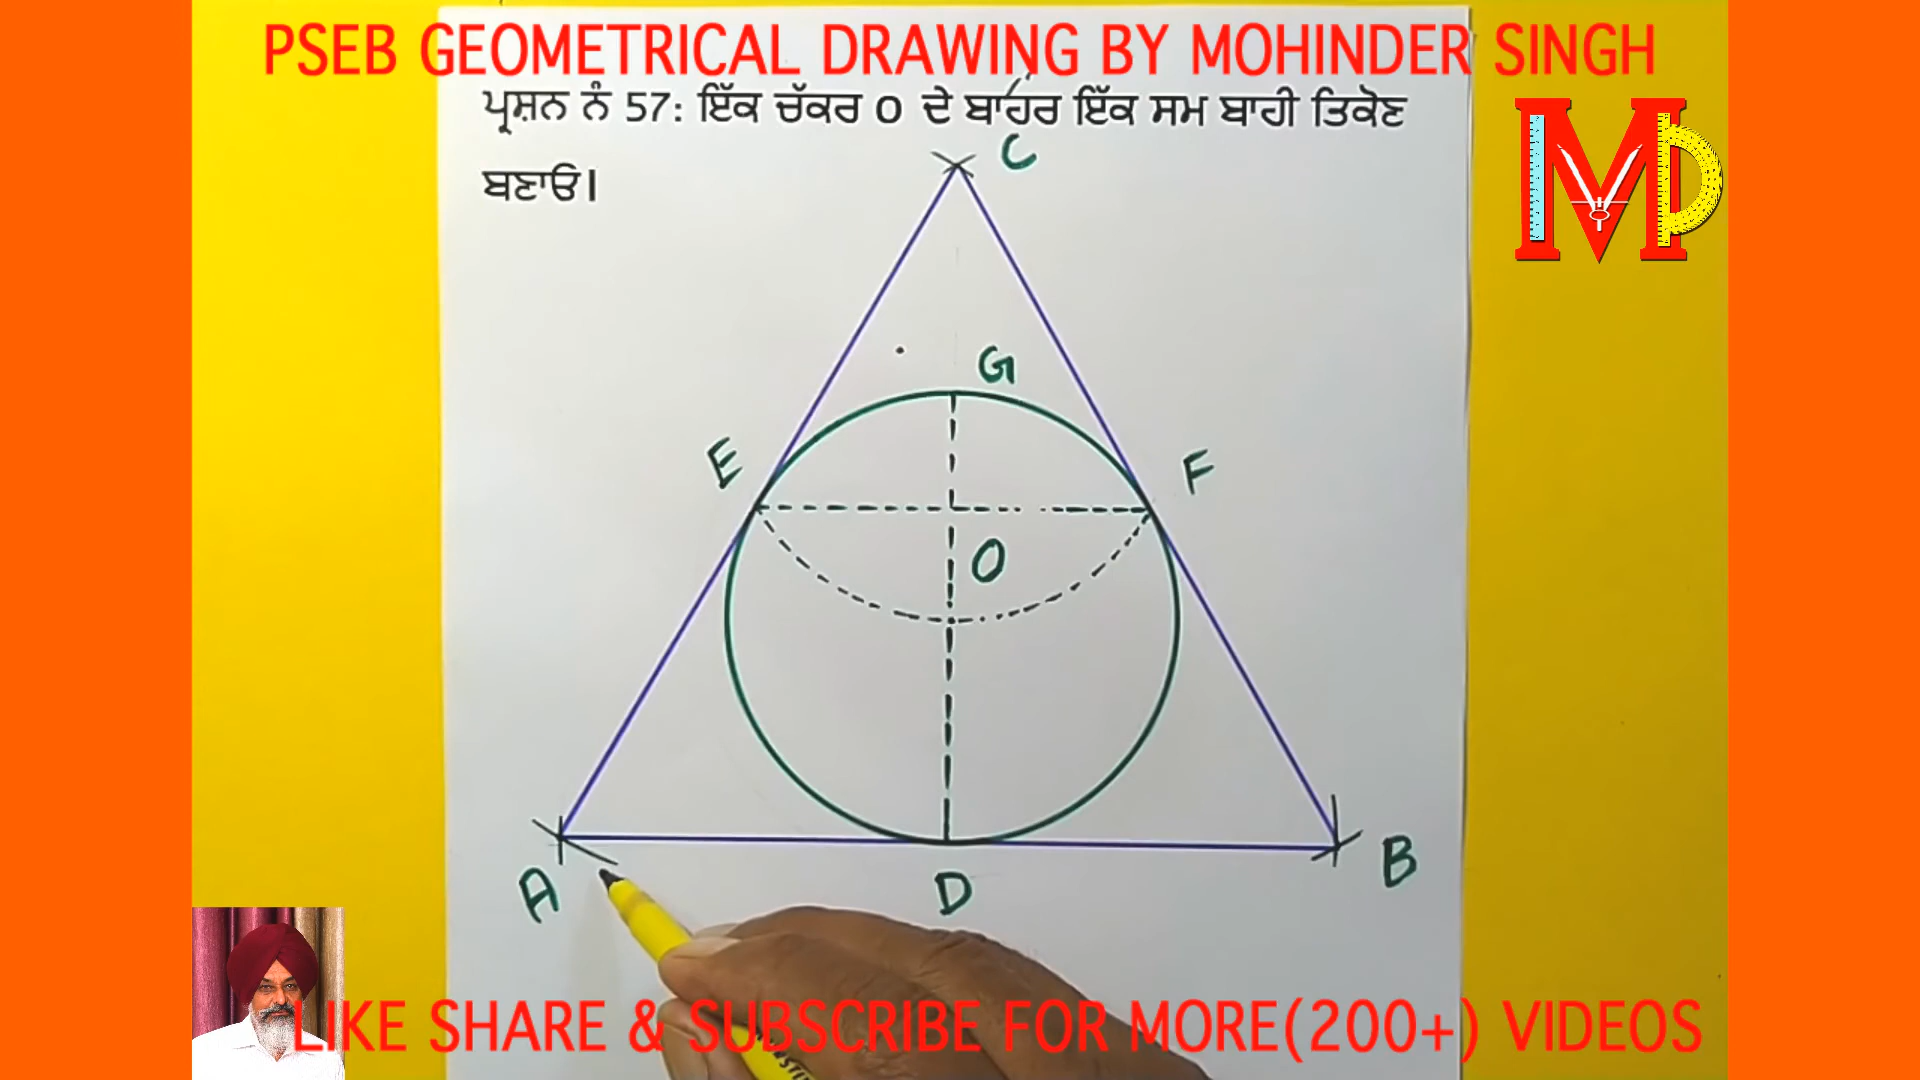 PSEB GEOMETRICAL DRAWING BY MOHINDER SINGH
ਪ੍ਰਸ਼ਨ ਨੰ 57: ਇੱਕ ਚੱਕਰ O ਦੇ ਬਾਹਰ ਇੱਕ ਸਮ ਬਾਹੀ ਤਿਕੋਣ
ਬਣਾਓ।
M
C
G
E
F
O
A
D
B
LIKE SHARE & SUBSCRIBE FOR MORE(200+) VIDEOS